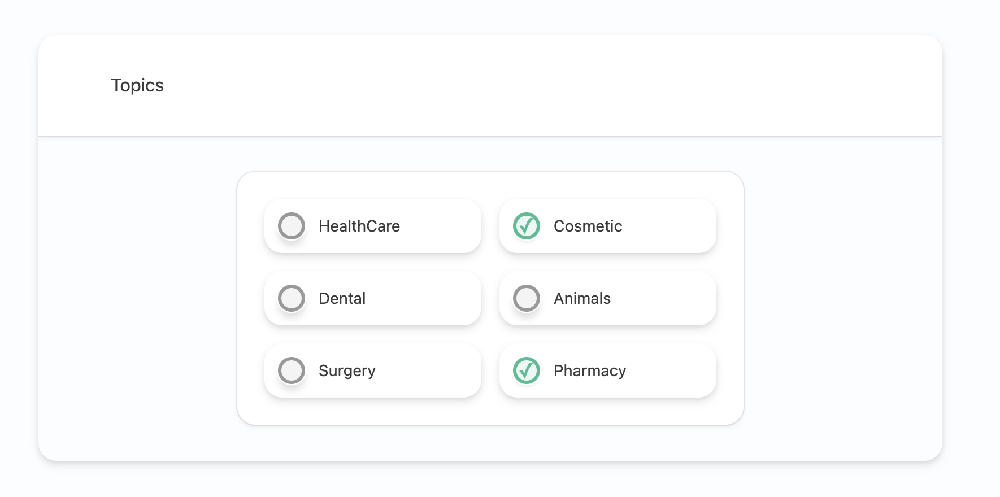 Topics
HealthCare
Cosmetic
Dental
Animals
Surgery
Pharmacy